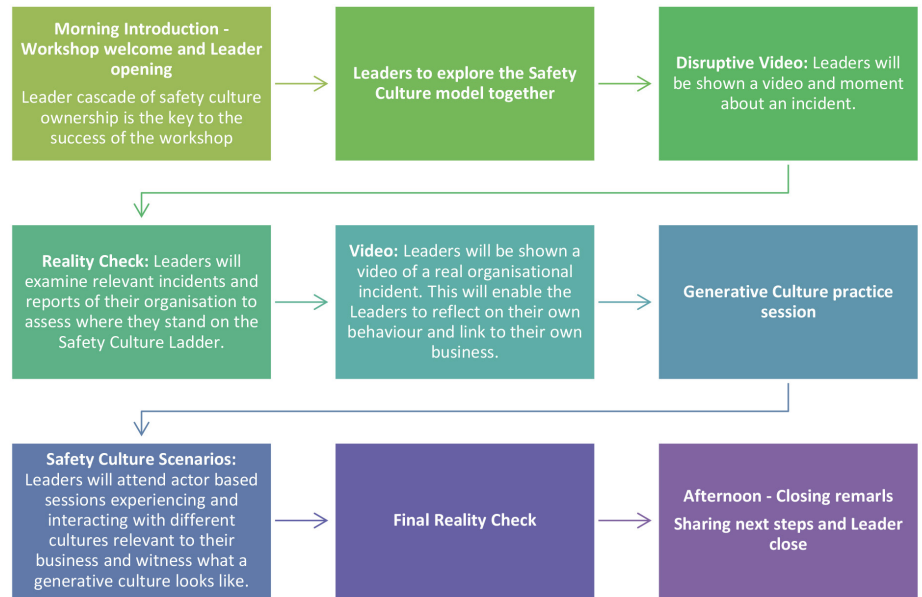 Morning Introduction -
Workshop welcome and Leader
opening
Leader cascade of safety culture
ownership is the key to the
success of the workshop
Leaders to explore the Safety
Culture model together
Disruptive Video: Leaders will
be shown a video and moment
about an incident.
Reality Check: Leaders will
examine relevant incidents and
reports of their organisation to
assess where they stand on the
Safety Culture Ladder.
Video: Leaders will be shown a
video of a real organisational
incident. This will enable the
Leaders to reflect on their own
behaviour and link to their own
business.
Generative Culture practice
session
Safety Culture Scenarios:
Leaders will attend actor based
sessions experiencing and
interacting with different
cultures relevant to their
business and witness what a
generative culture looks like.
Final Reality Check
Afternoon - Closing remarls
Sharing next steps and Leader
close